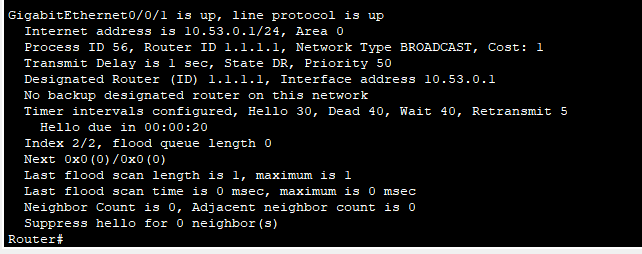 GigabitEthernet0/0/1 is up, line protocol is up
Internet address is 10.53.0.1/24, Area 0
Process ID 56, Router ID 1.1.1.1, Network Type BROADCAST, Cost: 1
Transmit Delay is 1 sec, State DR, Priority 50
Designated Router (ID) 1.1.1.1, Interface address 10.53.0.1
No backup designated router on this network
Timer intervals configured, Hello 30, Dead 40, Wait 40, Retransmit 5
Hello due in 00:00:20
Index 2/2, flood queue length 0
Next 0x0(0)/0x0(0)
Last flood scan length is 1, maximum is 1
Last flood scan time is 0 msec, maximum is 0 msec
Neighbor Count is 0, Adjacent neighbor count is 0
Suppress hello for 0 neighbor(s)
Router#